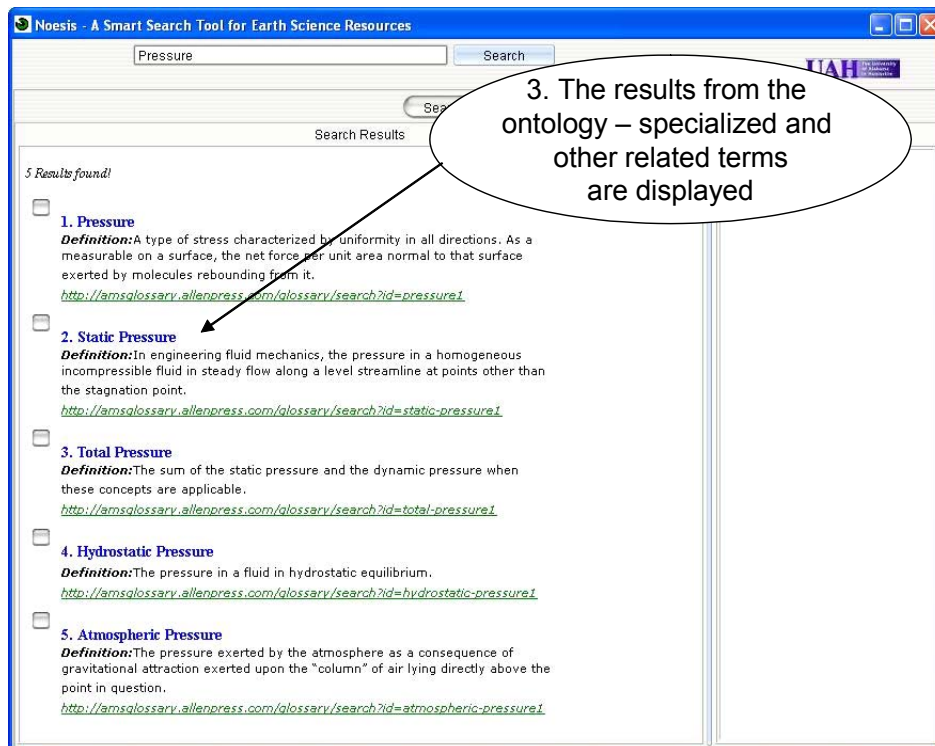 Noesis - A Smart Search Tool for Earth Science Resources
Pressure
Search
UAH
3. The results from the
ontology – specialized and
other related terms
are displayed
Search Results
5 Results found!
1. Pressure
Definition:A type of stress characterized by uniformity in all directions. As a
measurable on a surface, the net force per unit area normal to that surface
exerted by molecules rebounding from it.
http://amsglossary.allenpress.com/glossary/search?id=pressure1
2. Static Pressure
Definition:In engineering fluid mechanics, the pressure in a homogeneous
incompressible fluid in steady flow along a level streamline at points other than
the stagnation point.
http://amsglossary.allenpress.com/glossary/search?id=static-pressure1
3. Total Pressure
Definition:The sum of the static pressure and the dynamic pressure when
these concepts are applicable.
http://amsglossary.allenpress.com/glossary/search?id=total-pressure1
4. Hydrostatic Pressure
Definition:The pressure in a fluid in hydrostatic equilibrium.
http://amsglossary.allenpress.com/glossary/search?id=hydrostatic-pressure1
5. Atmospheric Pressure
Definition:The pressure exerted by the atmosphere as a consequence of
gravitational attraction exerted upon the "column" of air lying directly above the
point in question.
http://amsglossary.allenpress.com/glossary/search?id=atmospheric-pressure1